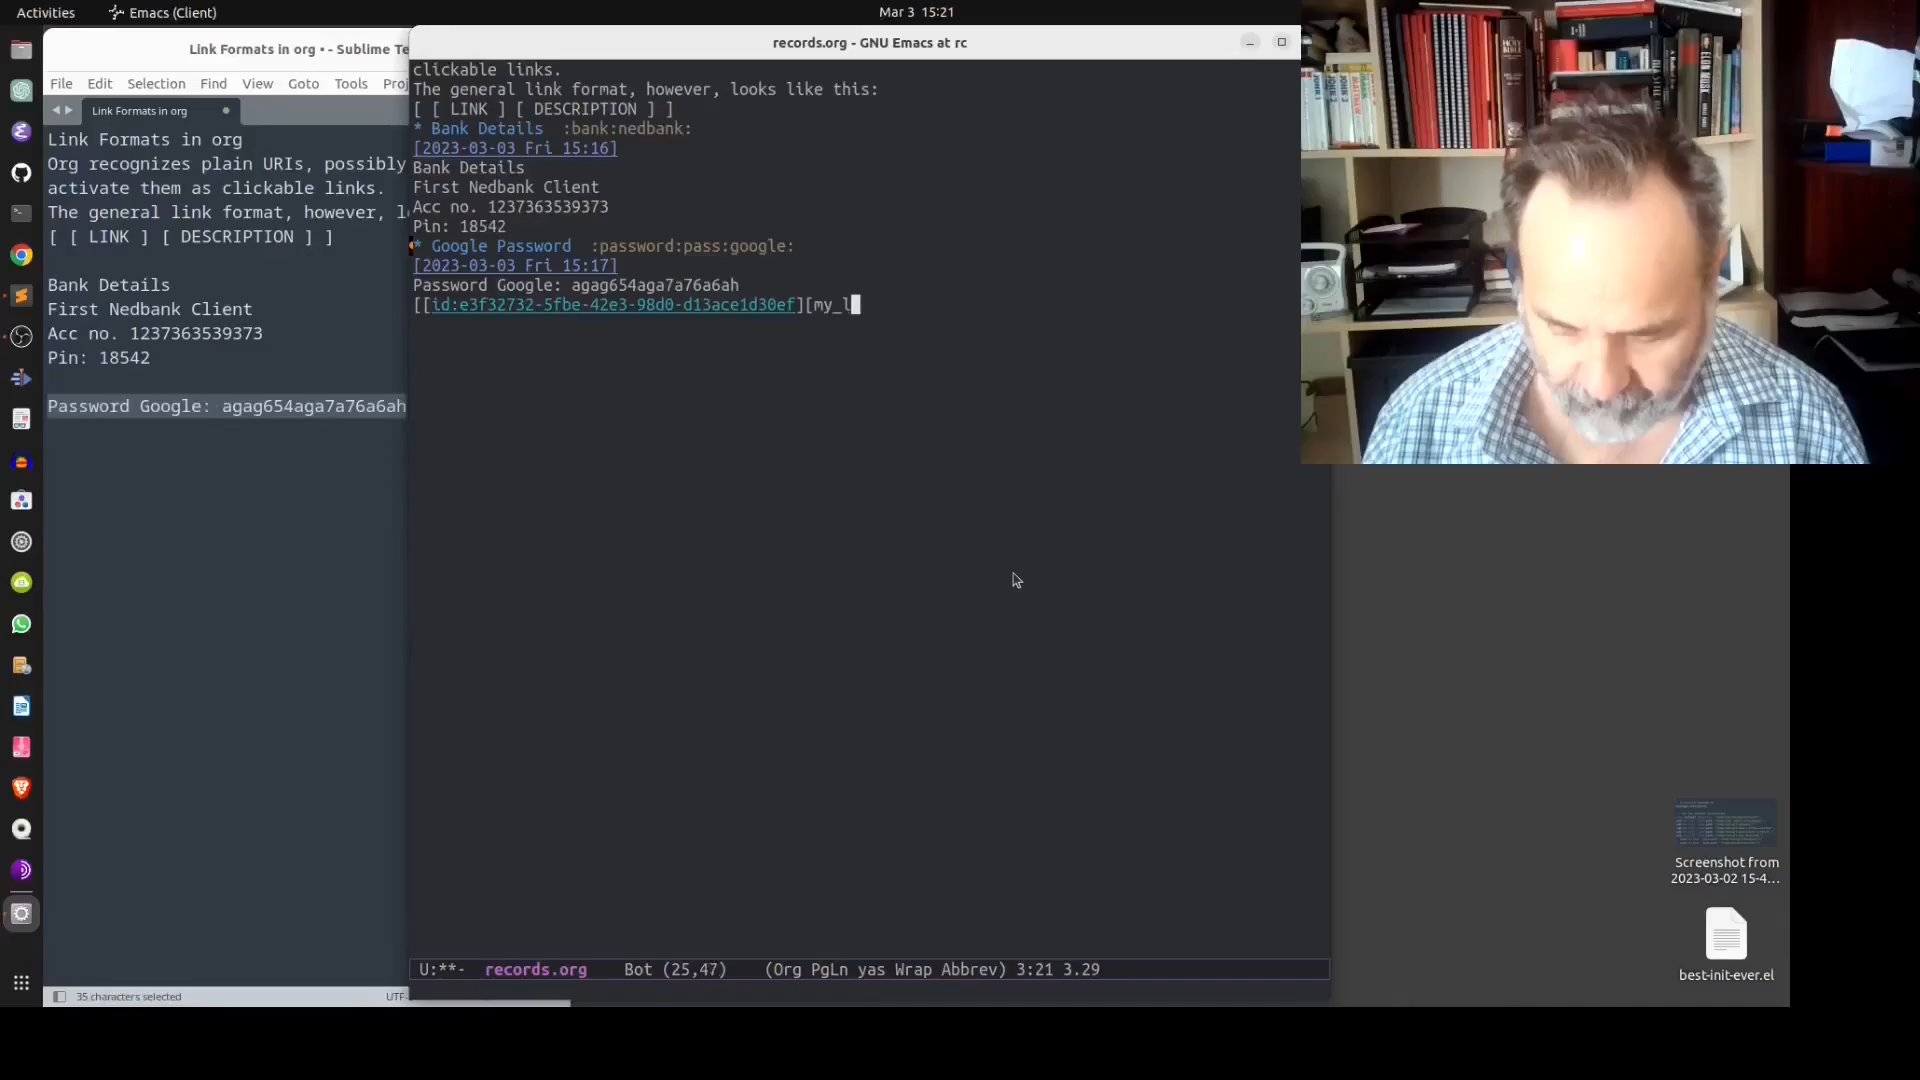 Activities
Emacs (Client)
Mar 3 15:21
Link Formats in org • - Sublime Te
File Edit Selection Find View Goto Tools Proj
Link Formats in org
Link Formats in org
Org recognizes plain URIs, possibly
activate them as clickable links.
The general link format, however, l
[ [ LINK ] [ DESCRIPTION ] ]
Bank Details
First Nedbank Client
Acc no. 1237363539373
Pin: 18542
Password Google: agag654aga7a76a6ah
35 characters selected
UTF-
records.org - GNU Emacs at rc
clickable links.
The general link format, however, looks like this:
[ [ LINK ] [ DESCRIPTION ] ]
* Bank Details :bank:nedbank:
[2023-03-03 Fri 15:16]
Bank Details
First Nedbank Client
Acc no. 1237363539373
Pin: 18542
* Google Password :password:pass:google:
[2023-03-03 Fri 15:17]
Password Google: agag654aga7a76a6ah
[[id:e3f32732-5fbe-42e3-98d0-d13ace1d30ef][my_l
U:**- records.org Bot (25,47) (Org PgLn yas Wrap Abbrev) 3:21 3.29
HOLY BIBLE
ELON MUSK
Screenshot from
2023-03-02 15-4...
best-init-ever.el